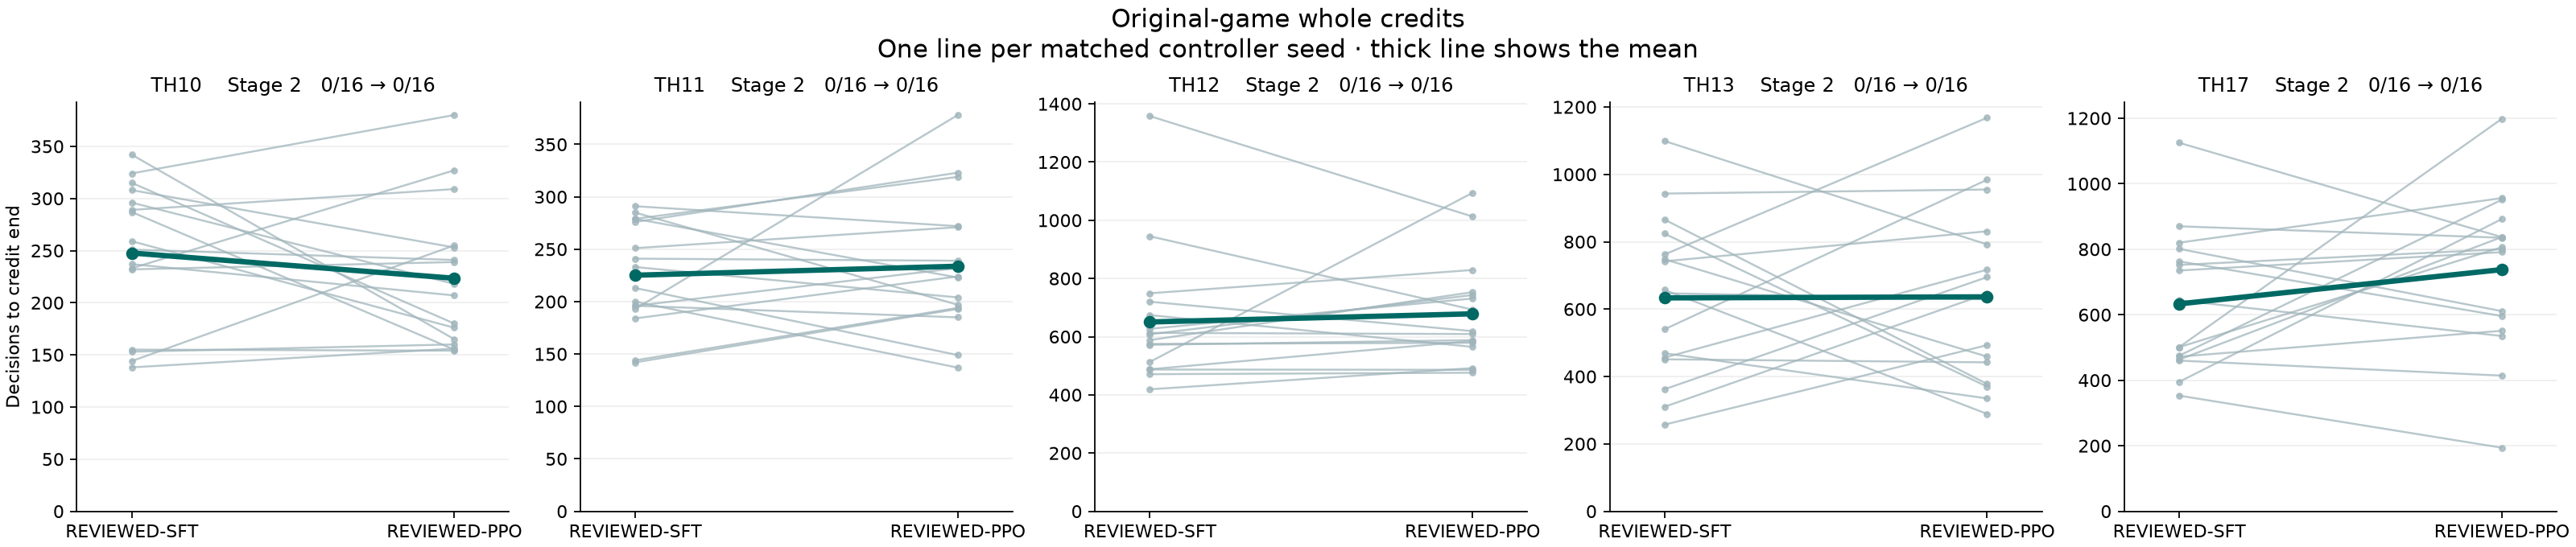 Original-game whole credits
One line per matched controller seed · thick line shows the mean
TH10 Stage 2 0/16 → 0/16
Decisions to credit end
350
300
250
200
150
100
50
0
REVIEWED-SFT REVIEWED-PPO
TH11 Stage 2 0/16 → 0/16
350
300
250
200
150
100
50
0
REVIEWED-SFT REVIEWED-PPO
TH12 Stage 2 0/16 → 0/16
1400
1200
1000
800
600
400
200
0
REVIEWED-SFT REVIEWED-PPO
TH13 Stage 2 0/16 → 0/16
1200
1000
800
600
400
200
0
REVIEWED-SFT REVIEWED-PPO
TH17 Stage 2 0/16 → 0/16
1200
1000
800
600
400
200
0
REVIEWED-SFT REVIEWED-PPO